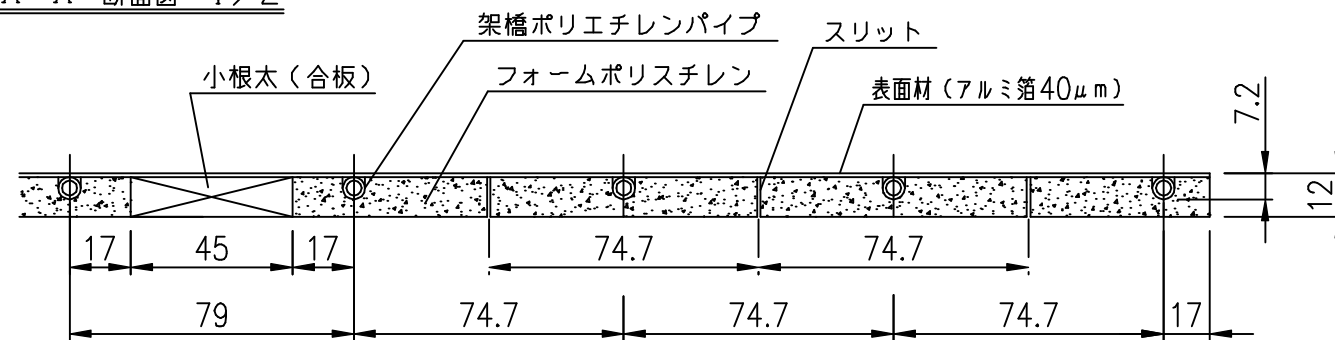 架橋ポリエチレンパイプ
スリット
小根太（合板）
フォームポリスチレン
表面材（アルミ箔40μm）
7.2
12
17 45 17 74.7 74.7
79 74.7 74.7 74.7 17